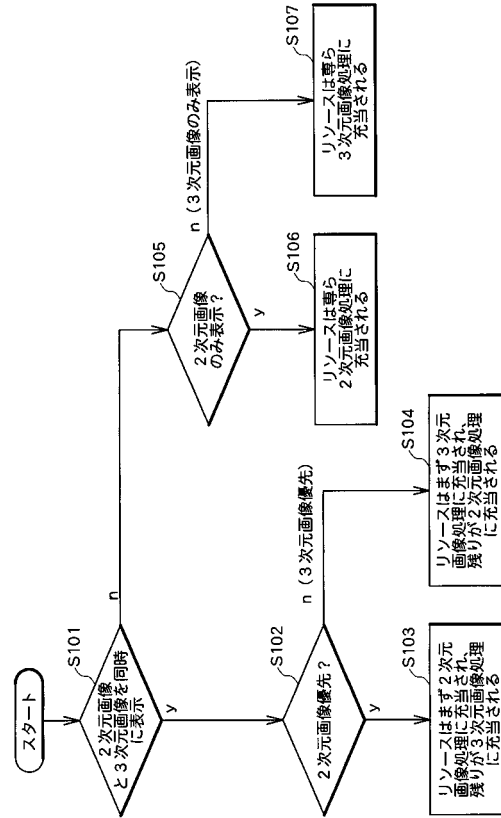 スタート
S101
2次元画像
と3次元画像を同時
に表示
n
y
S102
2次元画像優先？
n（3次元画像優先）
y
S103
リソースはまず2次元
画像処理に充当され、
残りが3次元画像処理
に充当される
S104
リソースはまず3次元
画像処理に充当され、
残りが2次元画像処理
に充当される
S105
2次元画像
のみ表示？
n（3次元画像のみ表示）
y
S106
リソースは専ら
2次元画像処理に
充当される
S107
リソースは専ら
3次元画像処理に
充当される